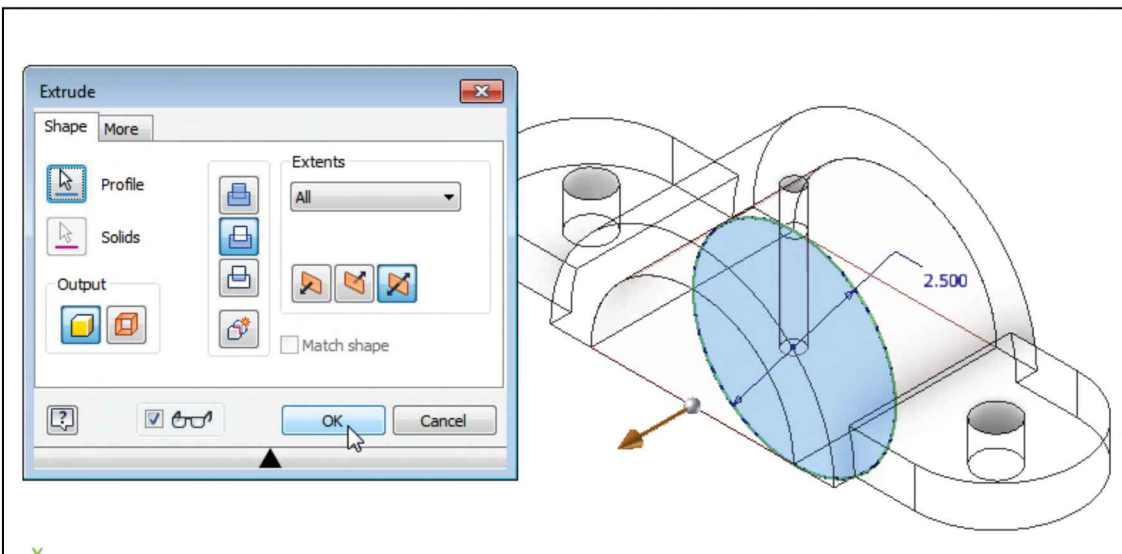 Extrude
Shape More
Profile
Solids
Output
Extents
All
Match shape
OK
Cancel
2.500
Y